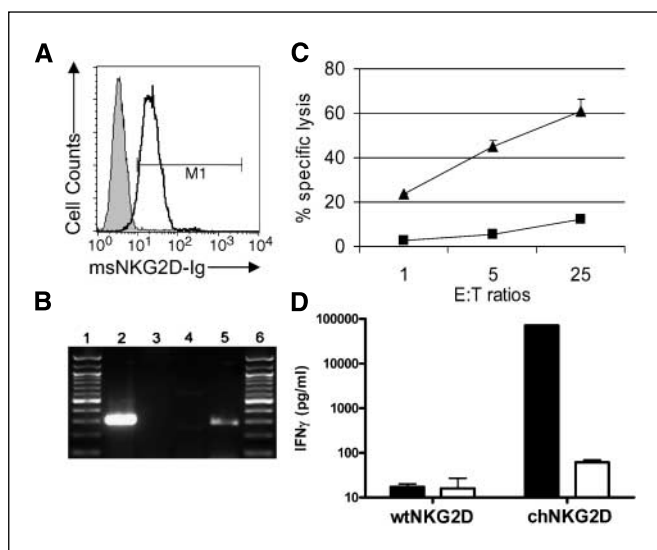 A
Cell Counts
M1
10⁰ 10¹ 10² 10³ 10⁴
msNKG2D-Ig
B
1 2 3 4 5 6
C
% specific lysis
80
60
40
20
0
1 5 25
E:T ratios
D
IFNγ (pg/ml)
100000
10000
1000
100
10
wtNKG2D chNKG2D